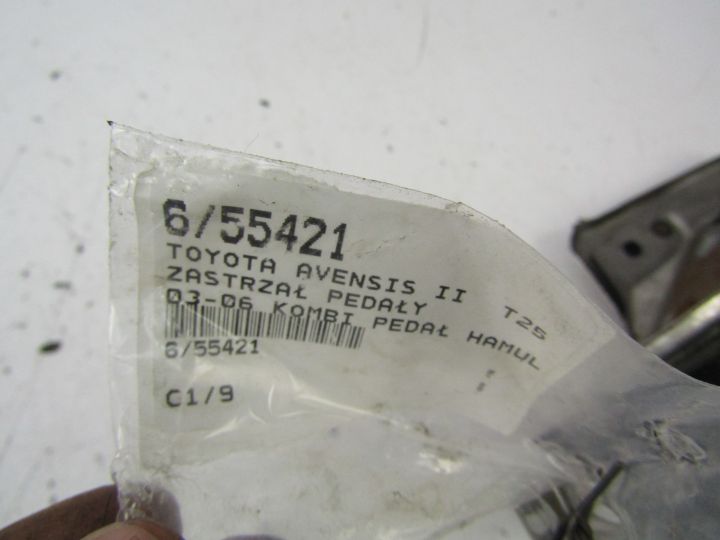 6/55421
TOYOTA AVENSIS II T25
ZASTRZAŁ PEDAŁY
03-06 KOMBI PEDAŁ HAMUL
6/55421
C1/9